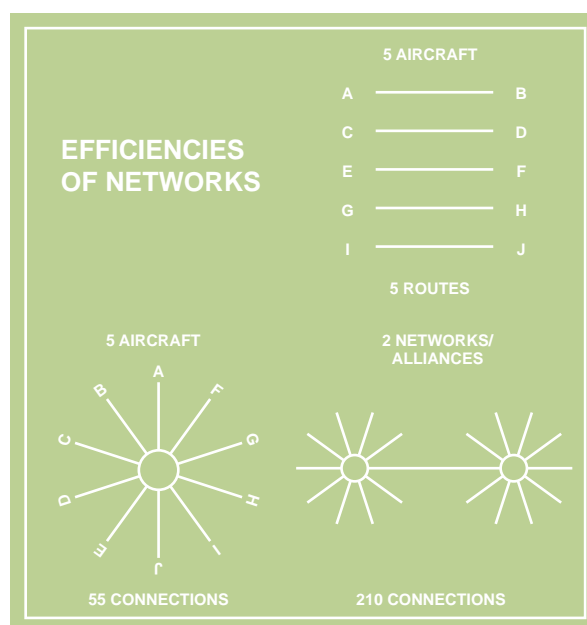 EFFICIENCIES
OF NETWORKS
5 AIRCRAFT
A B
C D
E F
G H
I J
5 ROUTES
5 AIRCRAFT
A
B
C
D
E
F
G
H
I
J
55 CONNECTIONS
2 NETWORKS/
ALLIANCES
210 CONNECTIONS